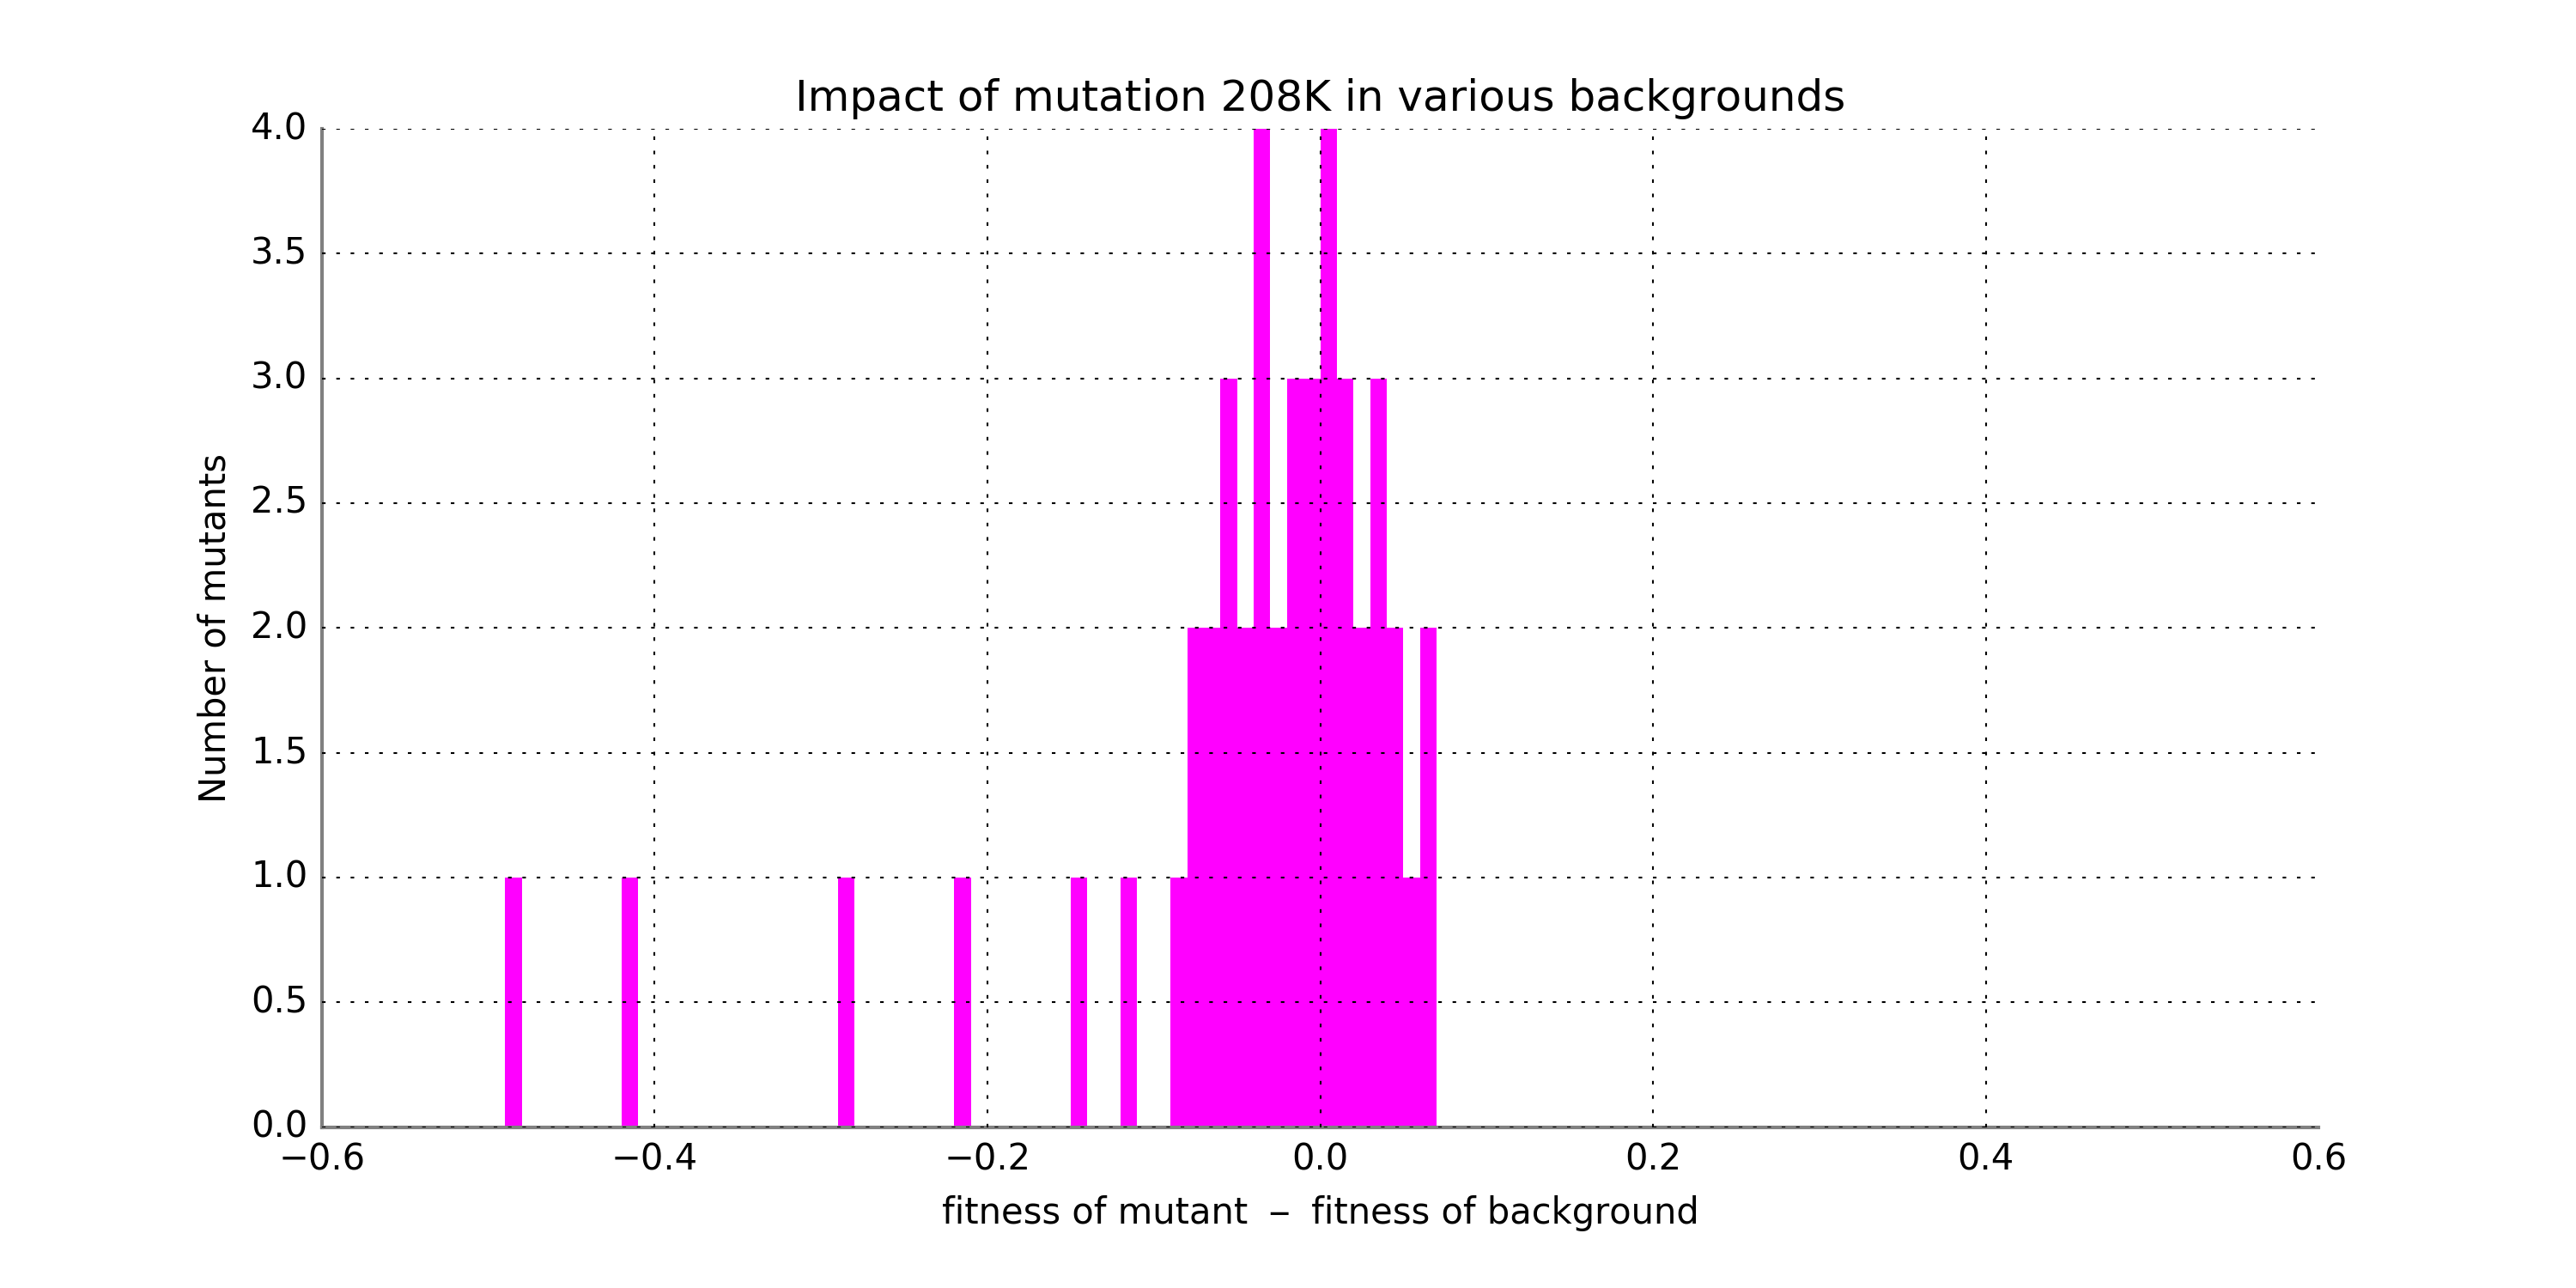 Impact of mutation 208K in various backgrounds
4.0
3.5
3.0
2.5
2.0
1.5
1.0
0.5
0.0
Number of mutants
−0.6 −0.4 −0.2 0.0 0.2 0.4 0.6
fitness of mutant – fitness of background